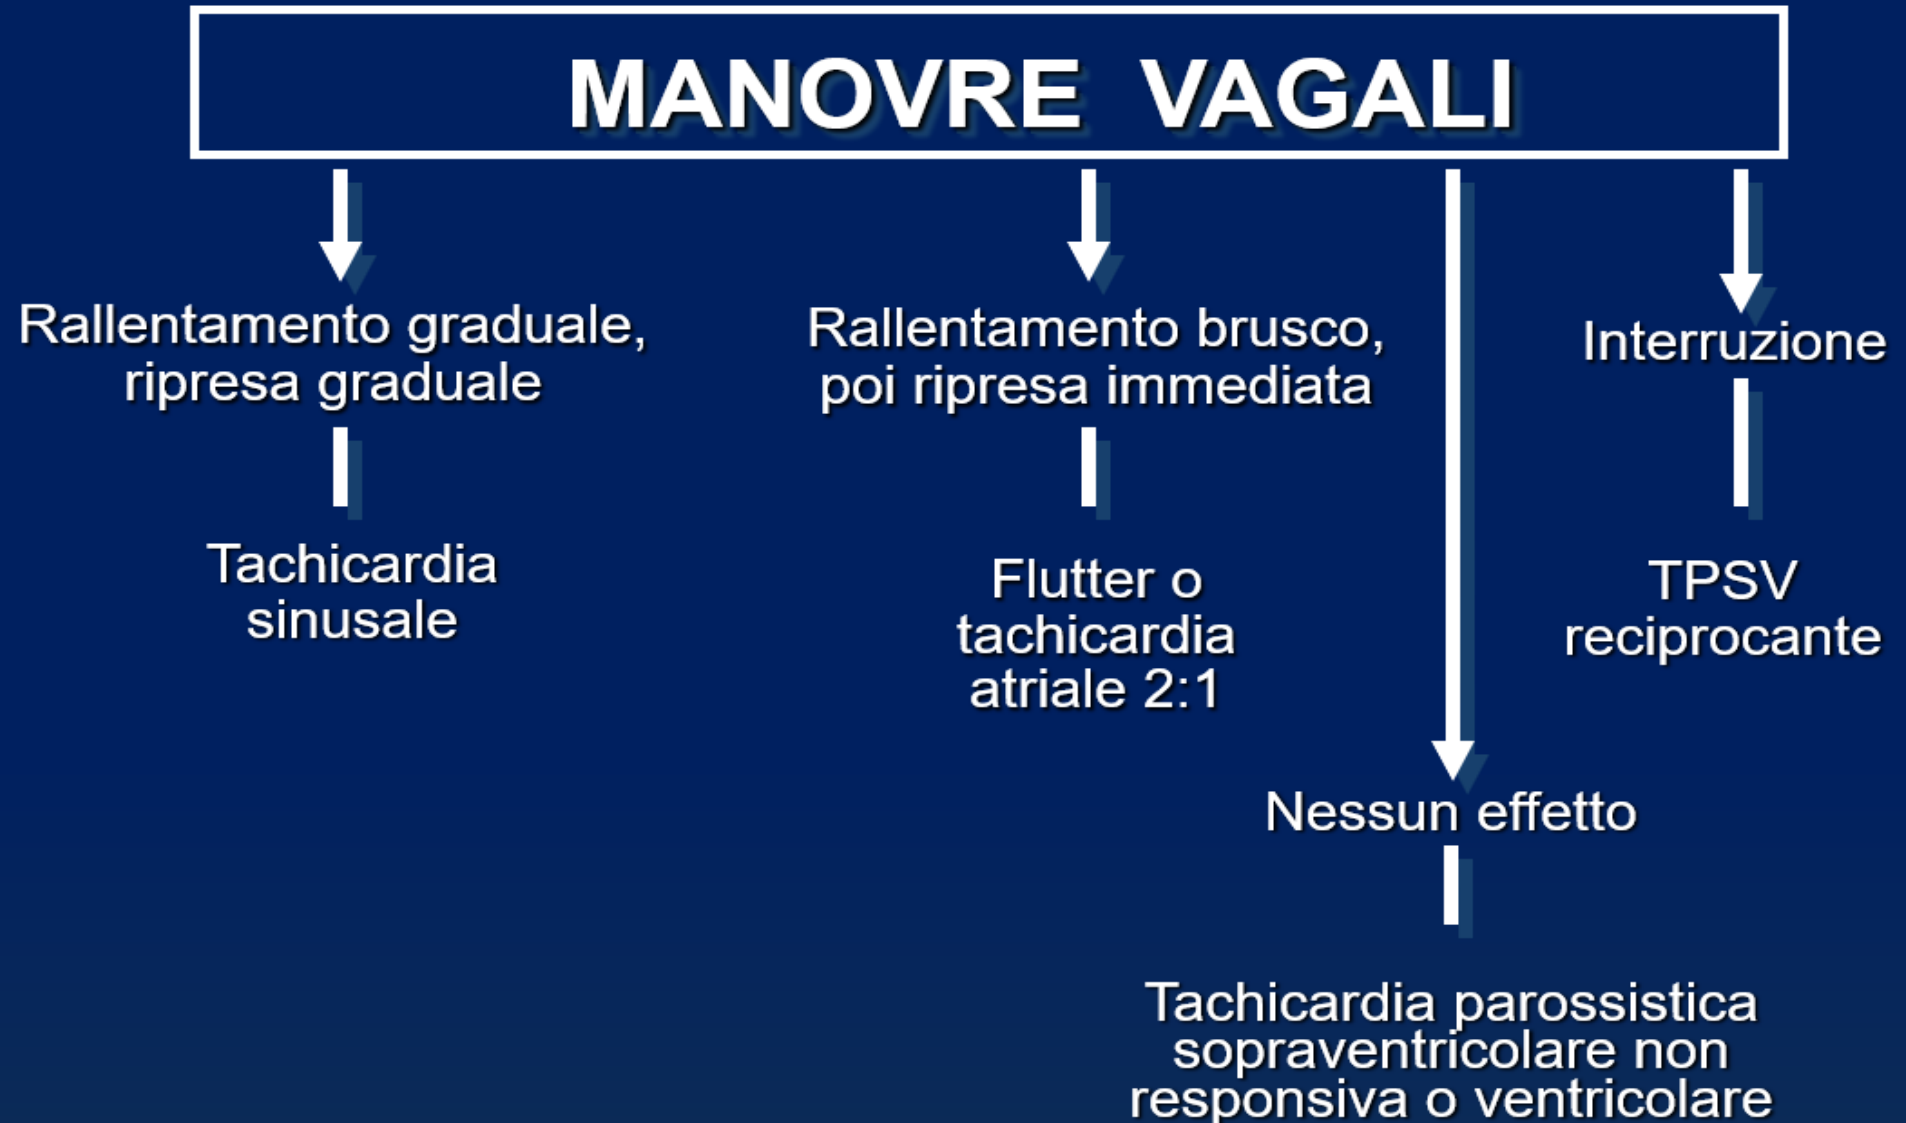 MANOVRE VAGALI
Rallentamento graduale,
ripresa graduale
Tachicardia
sinusale
Rallentamento brusco,
poi ripresa immediata
Flutter o
tachicardia
atriale 2:1
Nessun effetto
Tachicardia parossistica
sopraventricolare non
responsiva o ventricolare
Interruzione
TPSV
reciprocante